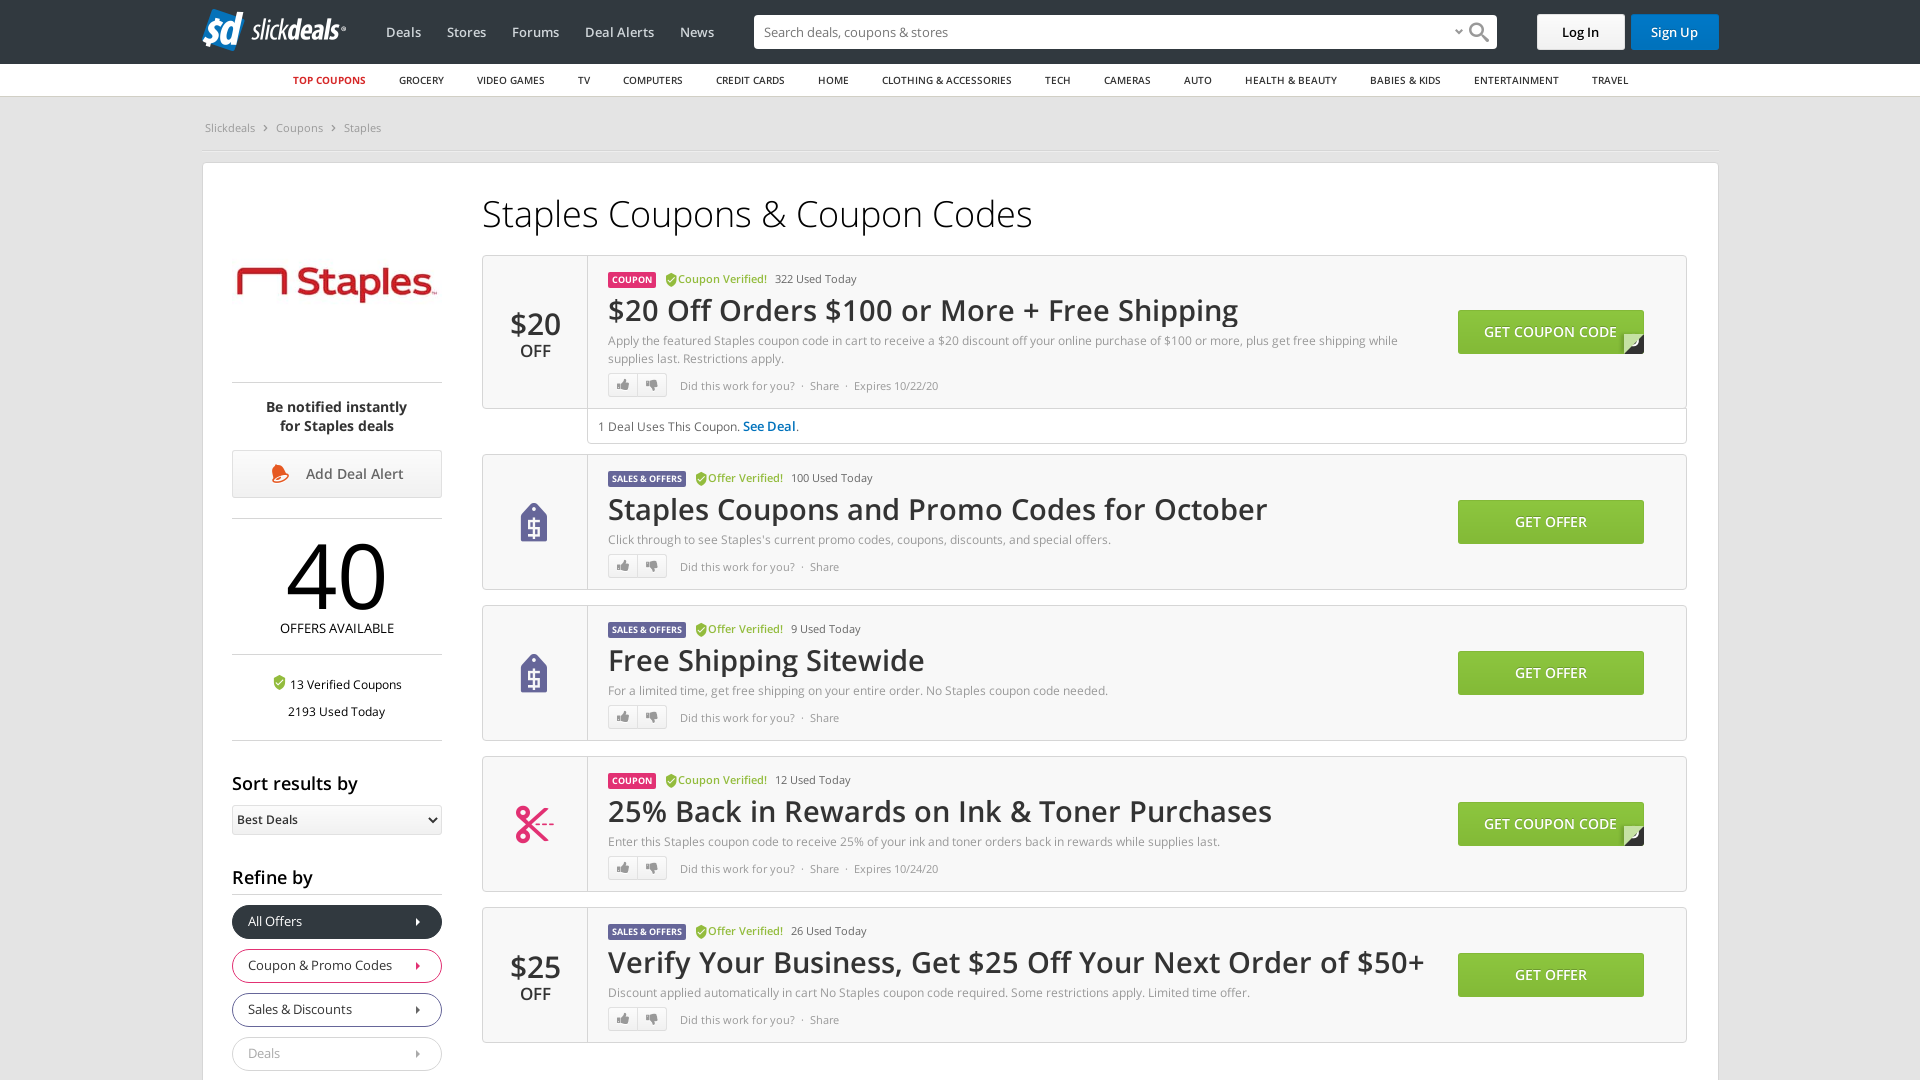 slickdeals
Deals
Stores
Forums
Deal Alerts
News
Search deals, coupons & stores
Log In
Sign Up
TOP COUPONS
GROCERY
VIDEO GAMES
TV
COMPUTERS
CREDIT CARDS
HOME
CLOTHING & ACCESSORIES
TECH
CAMERAS
AUTO
HEALTH & BEAUTY
BABIES & KIDS
ENTERTAINMENT
TRAVEL
Slickdeals > Coupons > Staples
Staples
Be notified instantly
for Staples deals
Add Deal Alert
40
OFFERS AVAILABLE
13 Verified Coupons
2193 Used Today
Sort results by
Best Deals
Refine by
All Offers
Coupon & Promo Codes
Sales & Discounts
Deals
Staples Coupons & Coupon Codes
$20
OFF
COUPON Coupon Verified! 322 Used Today
$20 Off Orders $100 or More + Free Shipping
Apply the featured Staples coupon code in cart to receive a $20 discount off your online purchase of $100 or more, plus get free shipping while
supplies last. Restrictions apply.
Did this work for you? · Share · Expires 10/22/20
GET COUPON CODE
1 Deal Uses This Coupon. See Deal.
SALES & OFFERS Offer Verified! 100 Used Today
Staples Coupons and Promo Codes for October
Click through to see Staples's current promo codes, coupons, discounts, and special offers.
Did this work for you? · Share
GET OFFER
SALES & OFFERS Offer Verified! 9 Used Today
Free Shipping Sitewide
For a limited time, get free shipping on your entire order. No Staples coupon code needed.
Did this work for you? · Share
GET OFFER
COUPON Coupon Verified! 12 Used Today
25% Back in Rewards on Ink & Toner Purchases
Enter this Staples coupon code to receive 25% of your ink and toner orders back in rewards while supplies last.
Did this work for you? · Share · Expires 10/24/20
GET COUPON CODE
$25
OFF
SALES & OFFERS Offer Verified! 26 Used Today
Verify Your Business, Get $25 Off Your Next Order of $50+
Discount applied automatically in cart No Staples coupon code required. Some restrictions apply. Limited time offer.
Did this work for you? · Share
GET OFFER